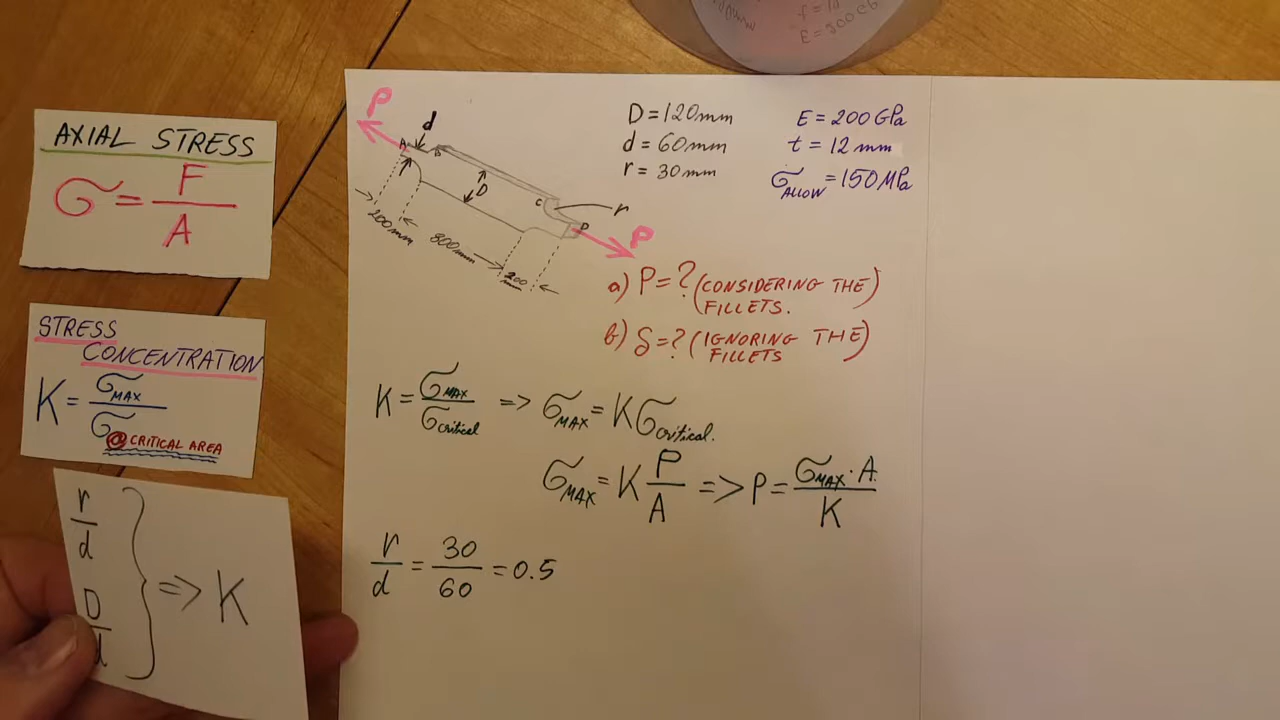 AXIAL STRESS
σ = F / A
STRESS
CONCENTRATION
K = σMAX / σ @ CRITICAL AREA
r/d
D/d } => K
P
d
A
B
D
C
r
D
P
200mm
800mm
200 mm
D = 120mm
d = 60mm
r = 30mm
E = 200 GPa
t = 12 mm
σALLOW = 150 MPa
a) P = ? (CONSIDERING THE)
FILLETS.
b) δ = ? (IGNORING THE)
FILLETS
K = σMAX / σcritical => σMAX = K σcritical.
σMAX = K P/A => P = σMAX · A / K
r/d = 30/60 = 0.5